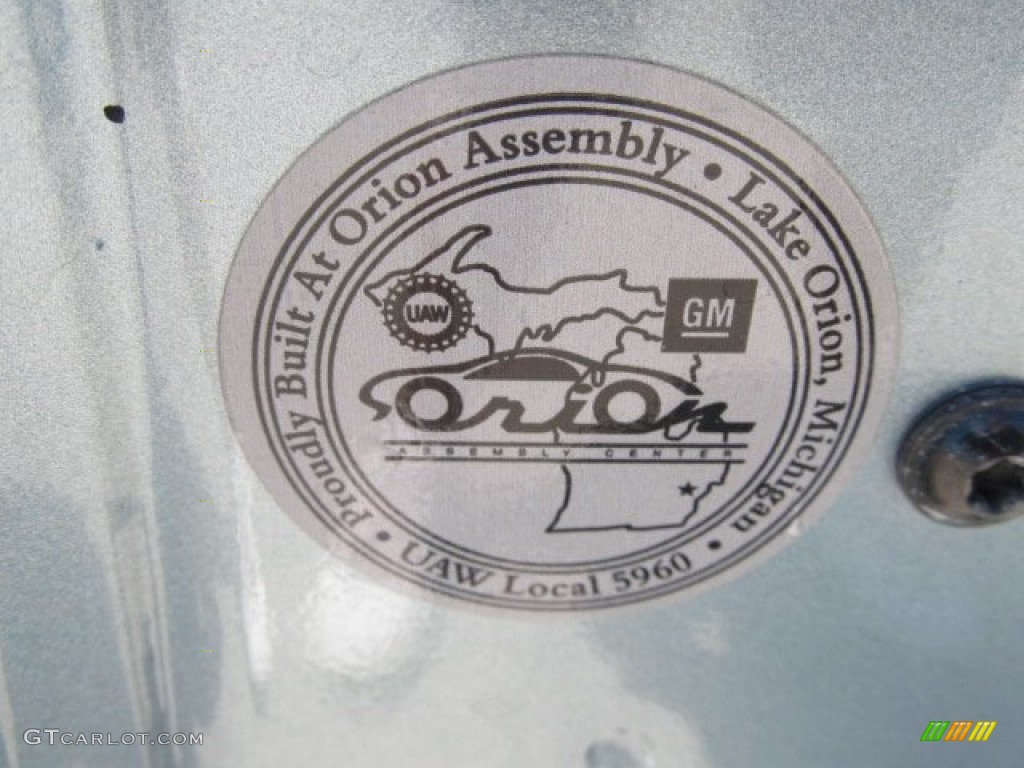 Proudly Built At Orion Assembly • Lake Orion, Michigan • UAW Local 5960 •
UAW
GM
Orion
ASSEMBLY CENTER
GTCARLOT.COM